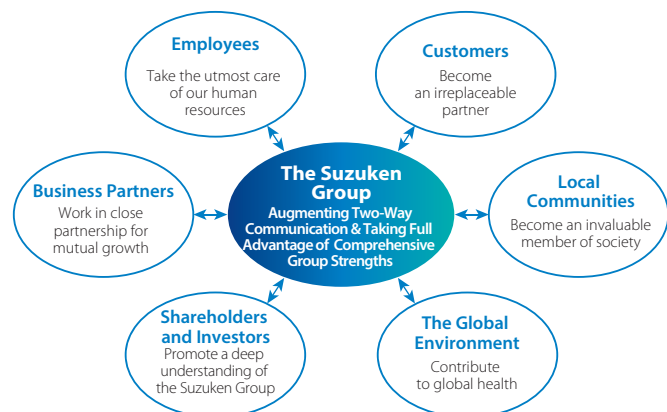 Employees
Take the utmost care
of our human
resources
Customers
Become
an irreplaceable
partner
The Suzuken
Group
Augmenting Two-Way
Communication & Taking Full
Advantage of Comprehensive
Group Strengths
Business Partners
Work in close
partnership for
mutual growth
Local
Communities
Become an invaluable
member of society
Shareholders
and Investors
Promote a deep
understanding of
the Suzuken Group
The Global
Environment
Contribute
to global health